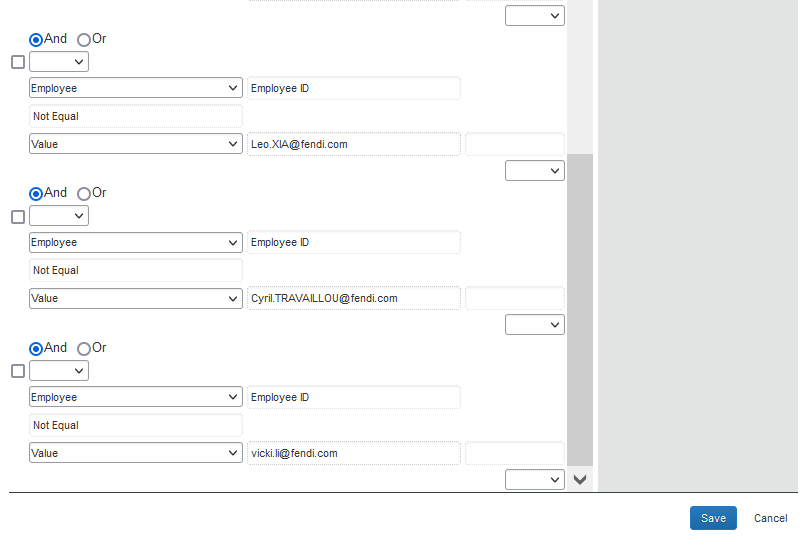 And Or
Employee Employee ID
Not Equal
Value Leo.XIA@fendi.com
And Or
Employee Employee ID
Not Equal
Value Cyril.TRAVAILLOU@fendi.com
And Or
Employee Employee ID
Not Equal
Value vicki.li@fendi.com
Save Cancel